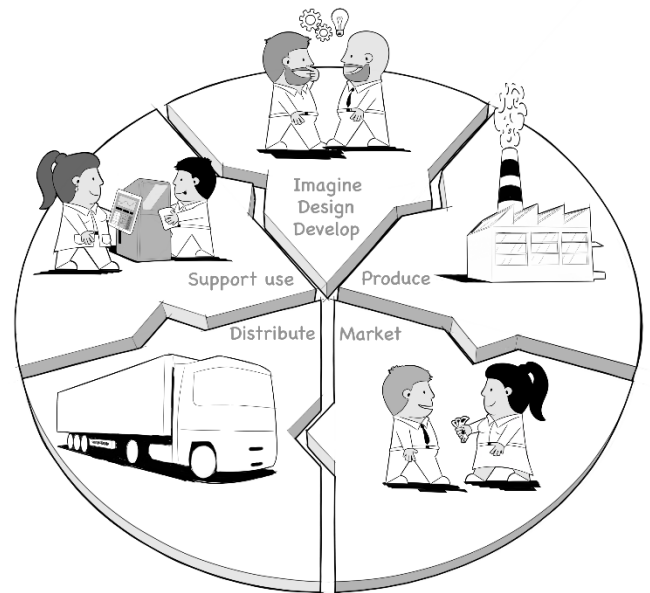 Imagine
Design
Develop
Support use
Produce
Distribute
Market